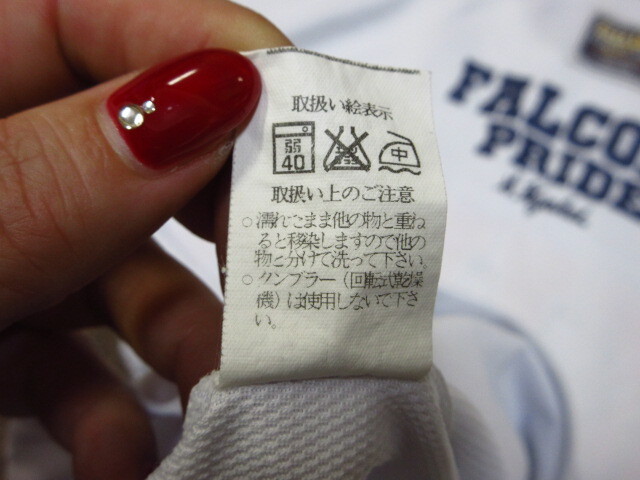 取扱い絵表示
弱
40
中
取扱い上のご注意
○濡れたまま他の物と重ね
ると移染しますので他の
物と分けて洗って下さい。
○タンブラー（回転式乾燥
機）は使用しないで下さ
い。
FALCO
PRIDE